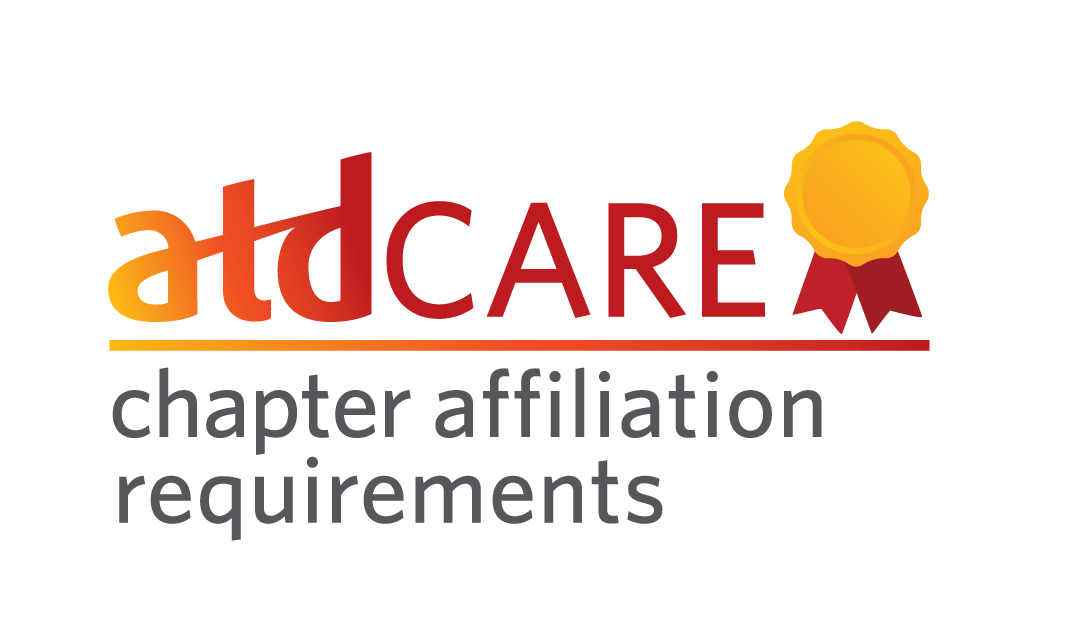 atdCARE
chapter affiliation
requirements